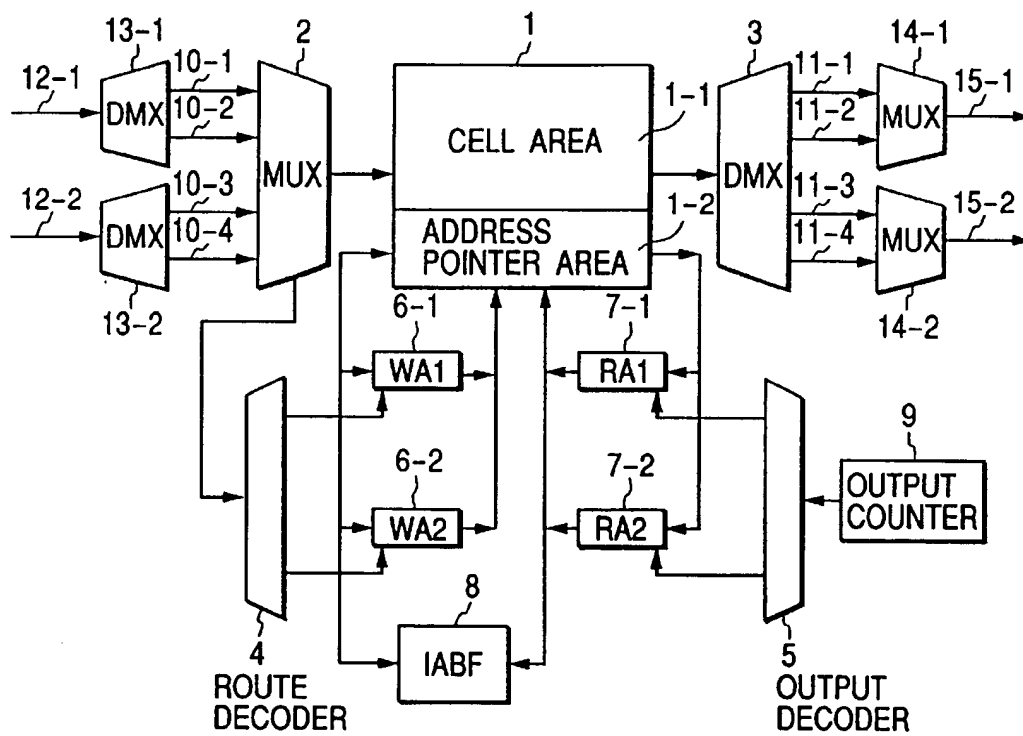 13-1
2
1
3
14-1
12-1
10-1
10-2
11-1
11-2
15-1
DMX
MUX
1-1
CELL AREA
DMX
MUX
12-2
10-3
10-4
1-2
11-3
11-4
15-2
DMX
ADDRESS
POINTER AREA
MUX
13-2
6-1
7-1
14-2
WA1
RA1
6-2
7-2
9
OUTPUT
COUNTER
WA2
RA2
8
IABF
4
ROUTE
DECODER
5
OUTPUT
DECODER